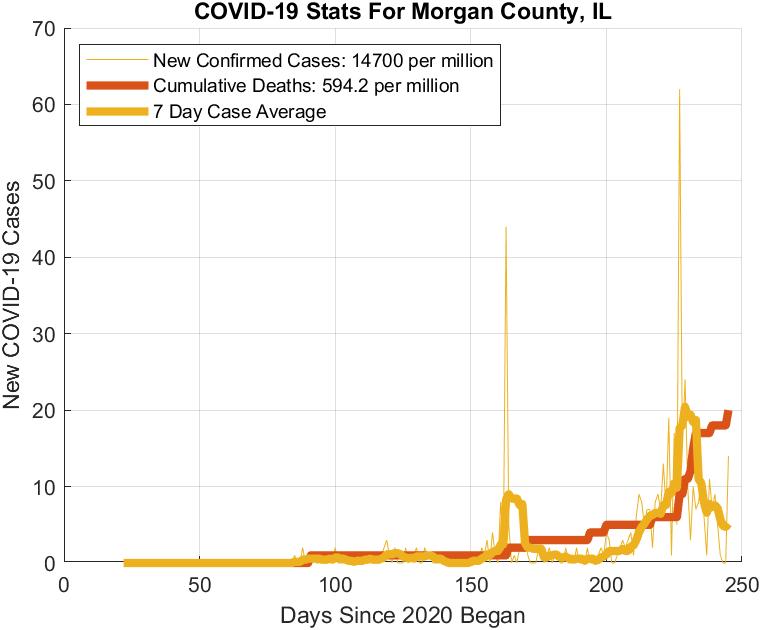 COVID-19 Stats For Morgan County, IL
New Confirmed Cases: 14700 per million
Cumulative Deaths: 594.2 per million
7 Day Case Average
New COVID-19 Cases
70
60
50
40
30
20
10
0
0 50 100 150 200 250
Days Since 2020 Began